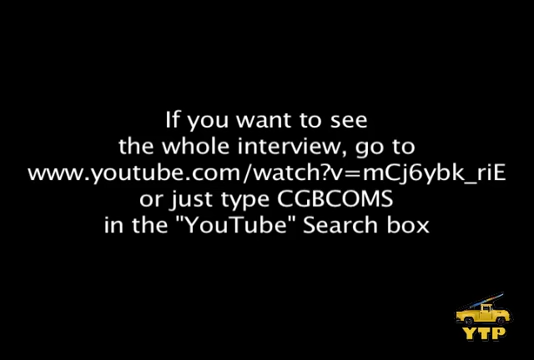 If you want to see
the whole interview, go to
www.youtube.com/watch?v=mCj6ybk_riE
or just type CGBCOMS
in the "YouTube" Search box
YTP